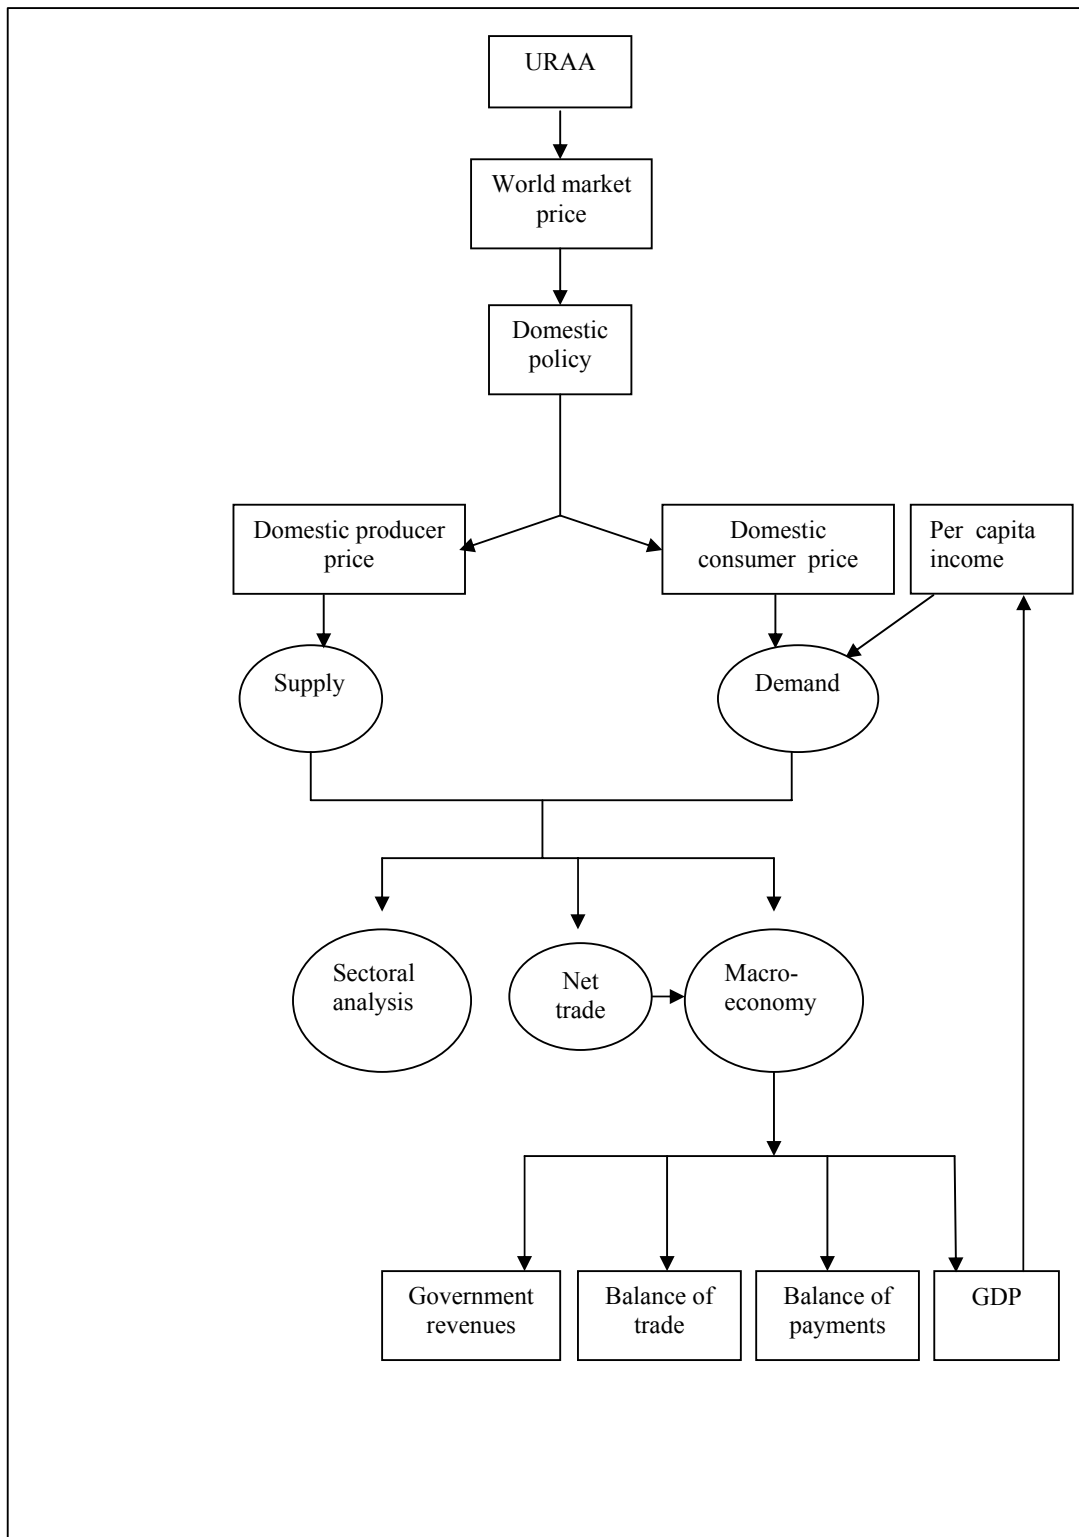 URAA
World market
price
Domestic
policy
Domestic producer
price
Domestic
consumer price
Per capita
income
Supply
Demand
Sectoral
analysis
Net
trade
Macro-
economy
Government
revenues
Balance of
trade
Balance of
payments
GDP